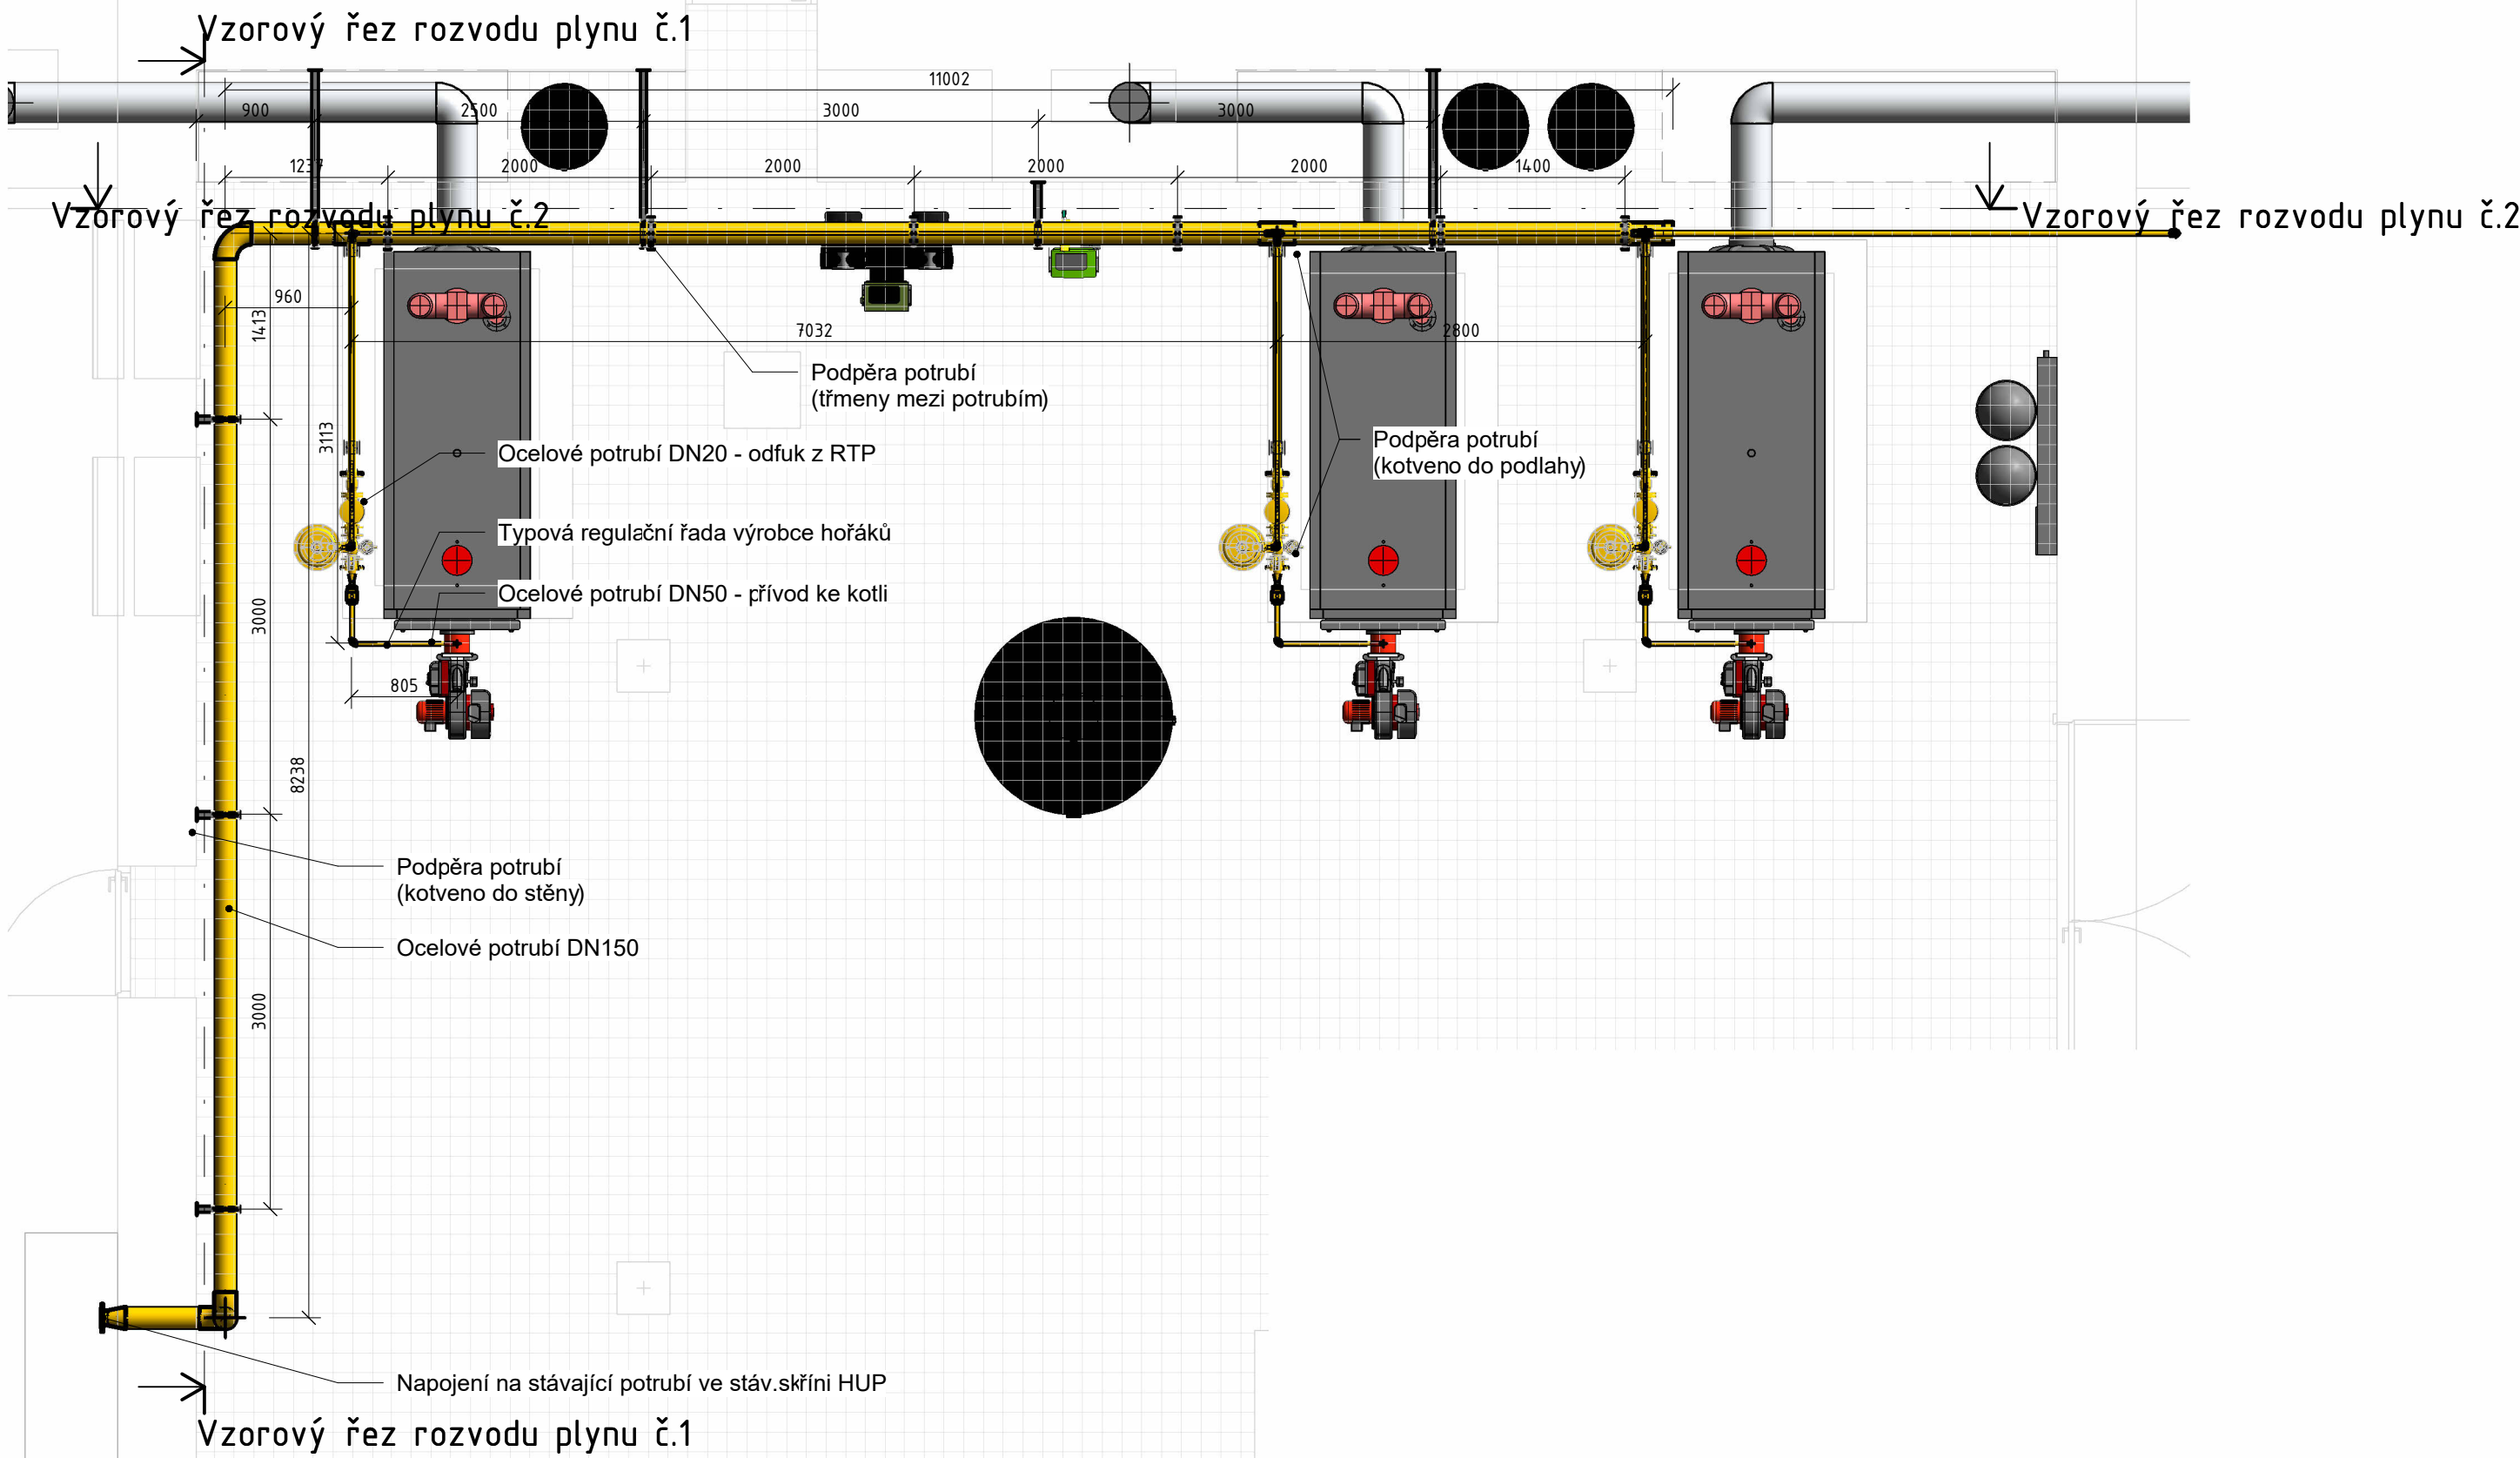 Vzorový řez rozvodu plynu č.1
11002
900
2500
3000
3000
1237
2000
2000
2000
2000
1400
Vzorový řez rozvodu plynu č.2
Vzorový řez rozvodu plynu č.2
960
1413
7032
2800
Podpěra potrubí
(třmeny mezi potrubím)
3113
Ocelové potrubí DN20 - odfuk z RTP
Podpěra potrubí
(kotveno do podlahy)
Typová regulační řada výrobce hořáků
Ocelové potrubí DN50 - přívod ke kotli
3000
805
8238
Podpěra potrubí
(kotveno do stěny)
Ocelové potrubí DN150
3000
Napojení na stávající potrubí ve stáv.skříni HUP
Vzorový řez rozvodu plynu č.1